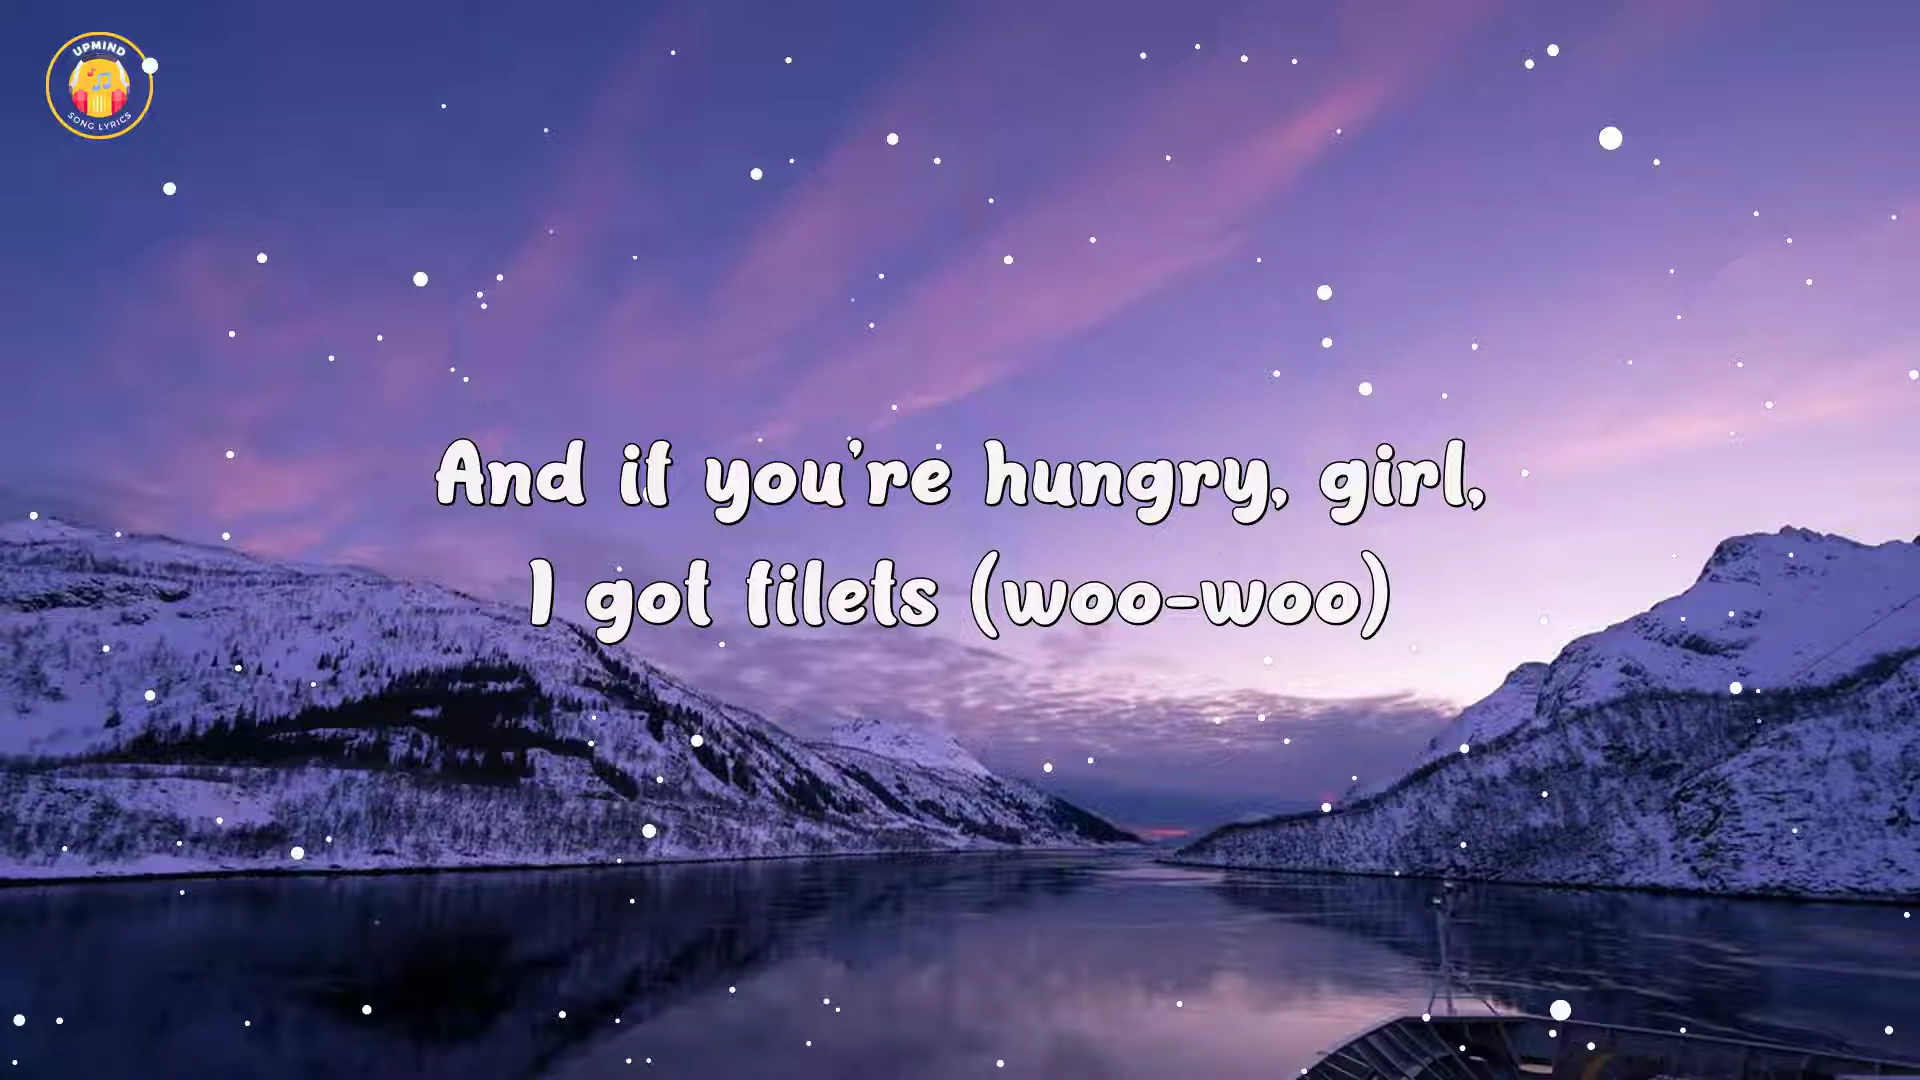 UPMIND
SONG LYRICS
And if you're hungry, girl,
I got filets (woo-woo)